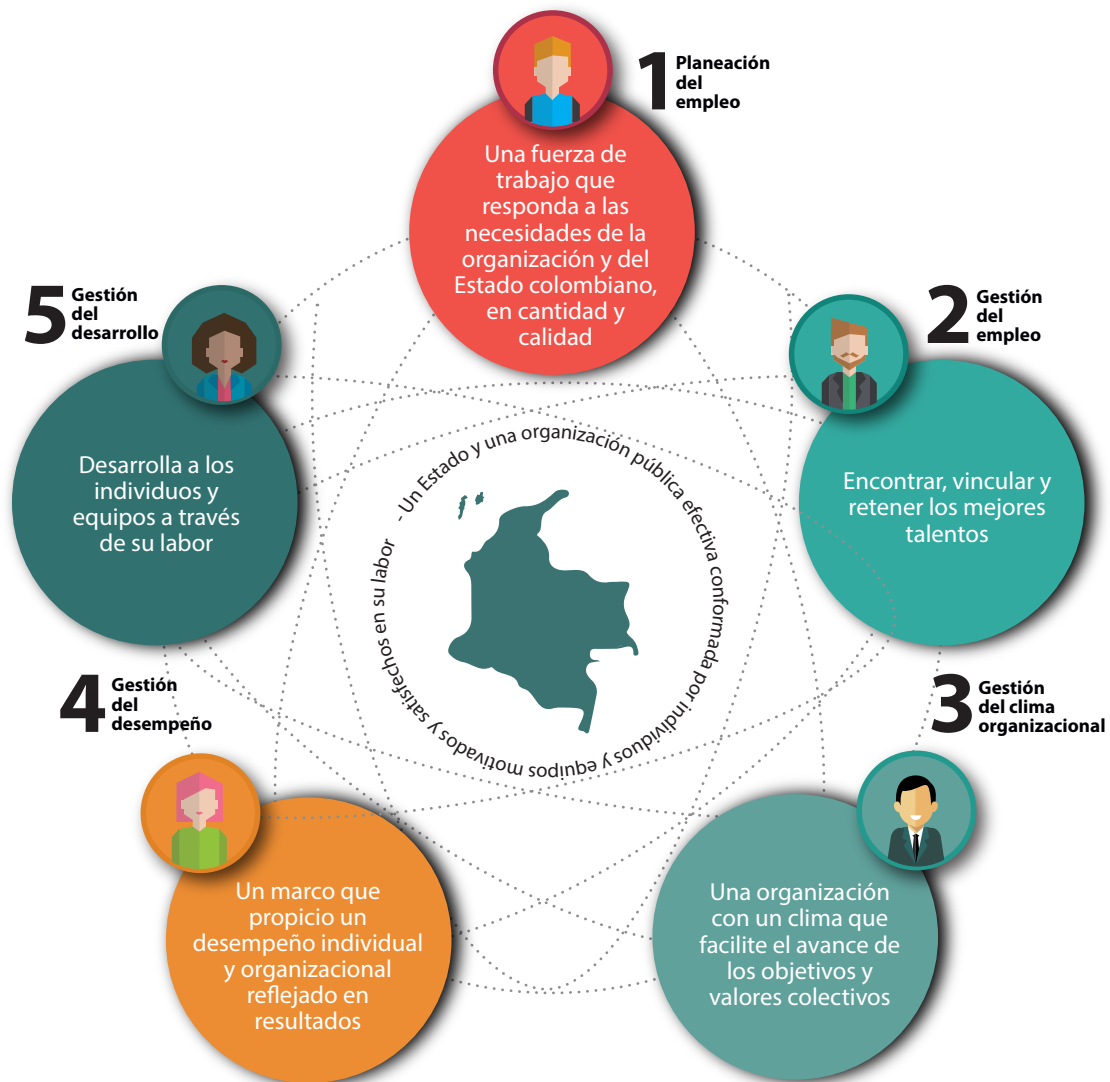 1
Planeación
del
empleo
Una fuerza de
trabajo que
responda a las
necesidades de la
organización y del
Estado colombiano,
en cantidad y
calidad
2
Gestión
del
empleo
Encontrar, vincular y
retener los mejores
talentos
3
Gestión
del clima
organizacional
Una organización
con un clima que
facilite el avance de
los objetivos y
valores colectivos
4
Gestión
del
desempeño
Un marco que
propicio un
desempeño individual
y organizacional
reflejado en
resultados
5
Gestión
del
desarrollo
Desarrolla a los
individuos y
equipos a través
de su labor
- Un Estado y una organización pública efectiva conformada por individuos y equipos motivados y satisfechos en su labor